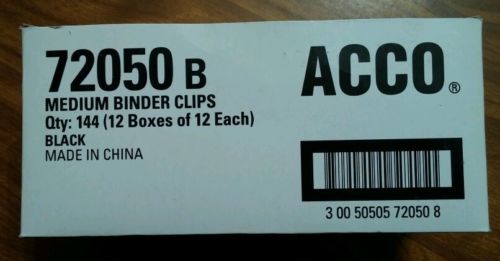 72050 B
MEDIUM BINDER CLIPS
Qty: 144 (12 Boxes of 12 Each)
BLACK
MADE IN CHINA
ACCO®
3 00 50505 72050 8